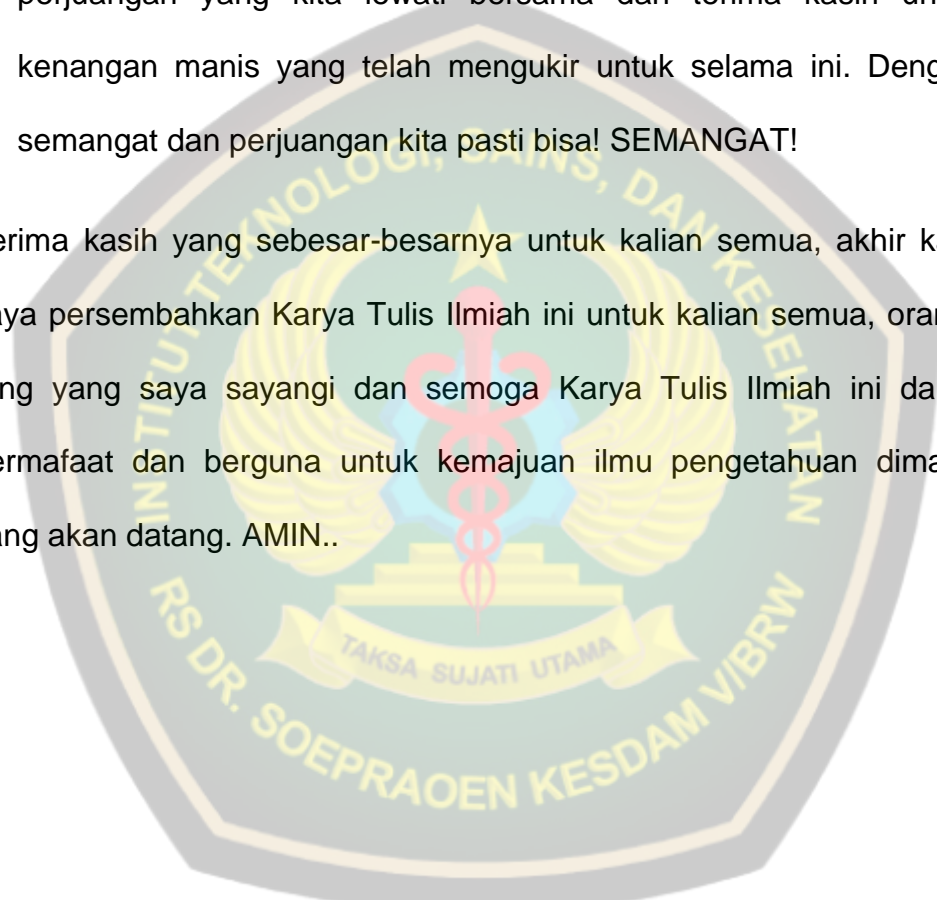 perjuangan yang kita lewati bersama dan terima kasih un
kenangan manis yang telah mengukir untuk selama ini. Deng
semangat dan perjuangan kita pasti bisa! SEMANGAT!
erima kasih yang sebesar-besarnya untuk kalian semua, akhir ka
aya persembahkan Karya Tulis Ilmiah ini untuk kalian semua, oran
ng yang saya sayangi dan semoga Karya Tulis Ilmiah ini da
ermafaat dan berguna untuk kemajuan ilmu pengetahuan dima
ang akan datang. AMIN..
INSTITUT TEKNOLOGI, SAINS, DAN KESEHATAN
TAKSA SUJATI UTAMA
RS DR. SOEPRAOEN KESDAM V/BRW